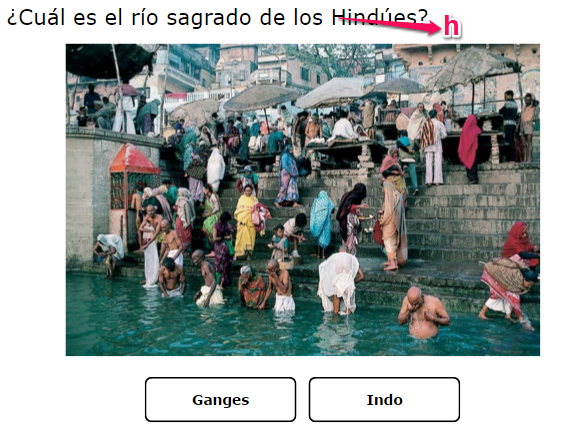 ¿Cuál es el río sagrado de los Hindúes?
h
Ganges
Indo